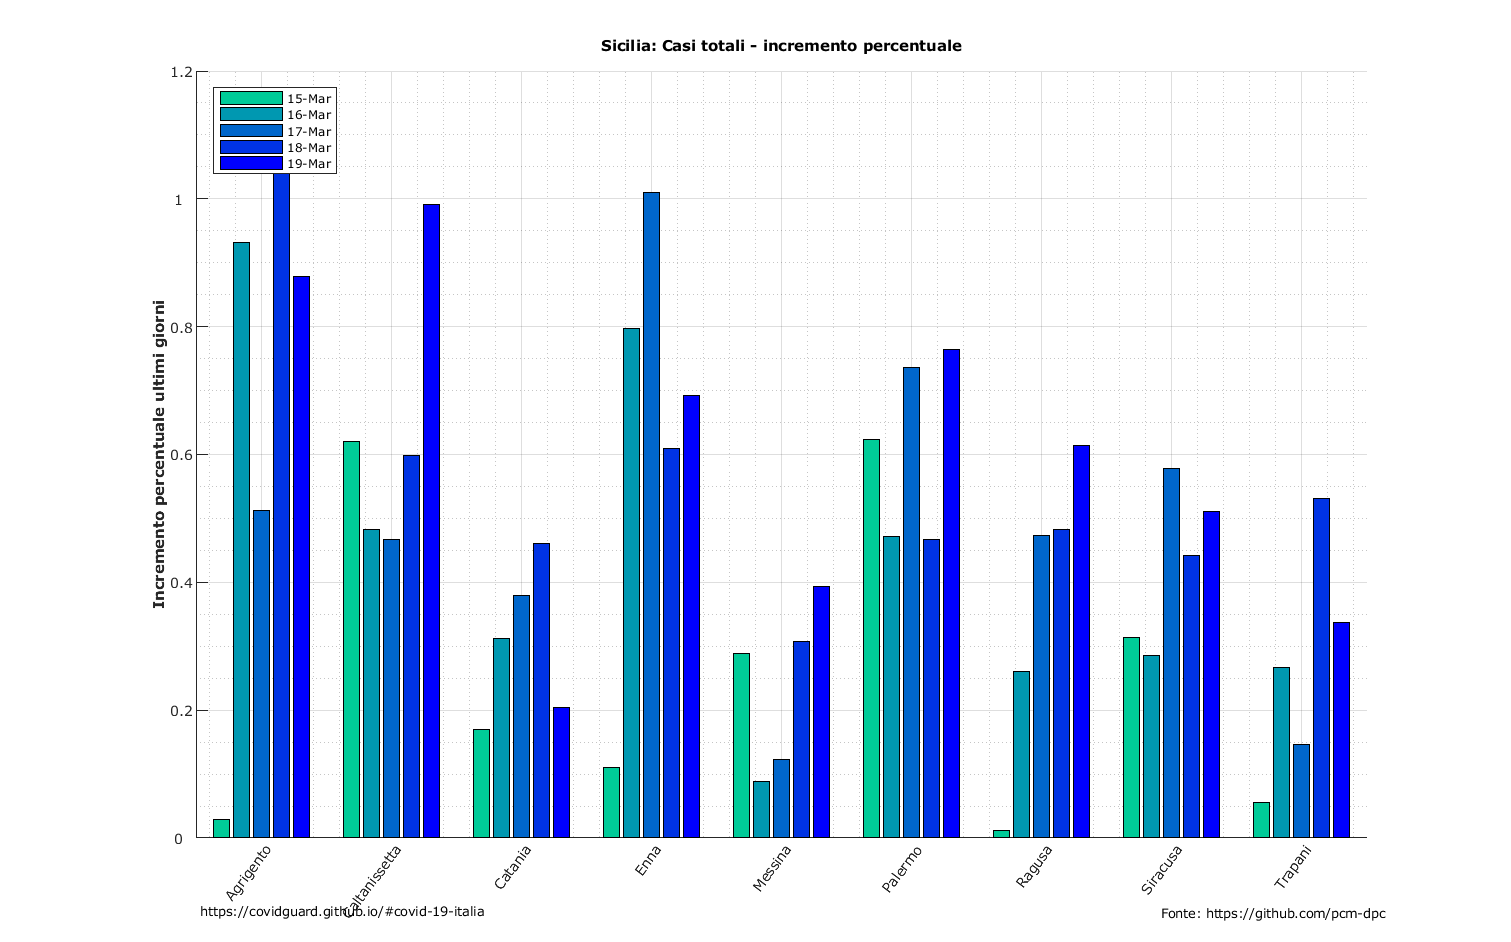 Sicilia: Casi totali - incremento percentuale
Incremento percentuale ultimi giorni
1.2
1
0.8
0.6
0.4
0.2
0
15-Mar
16-Mar
17-Mar
18-Mar
19-Mar
Agrigento
Caltanissetta
Catania
Enna
Messina
Palermo
Ragusa
Siracusa
Trapani
https://covidguard.github.io/#covid-19-italia
Fonte: https://github.com/pcm-dpc